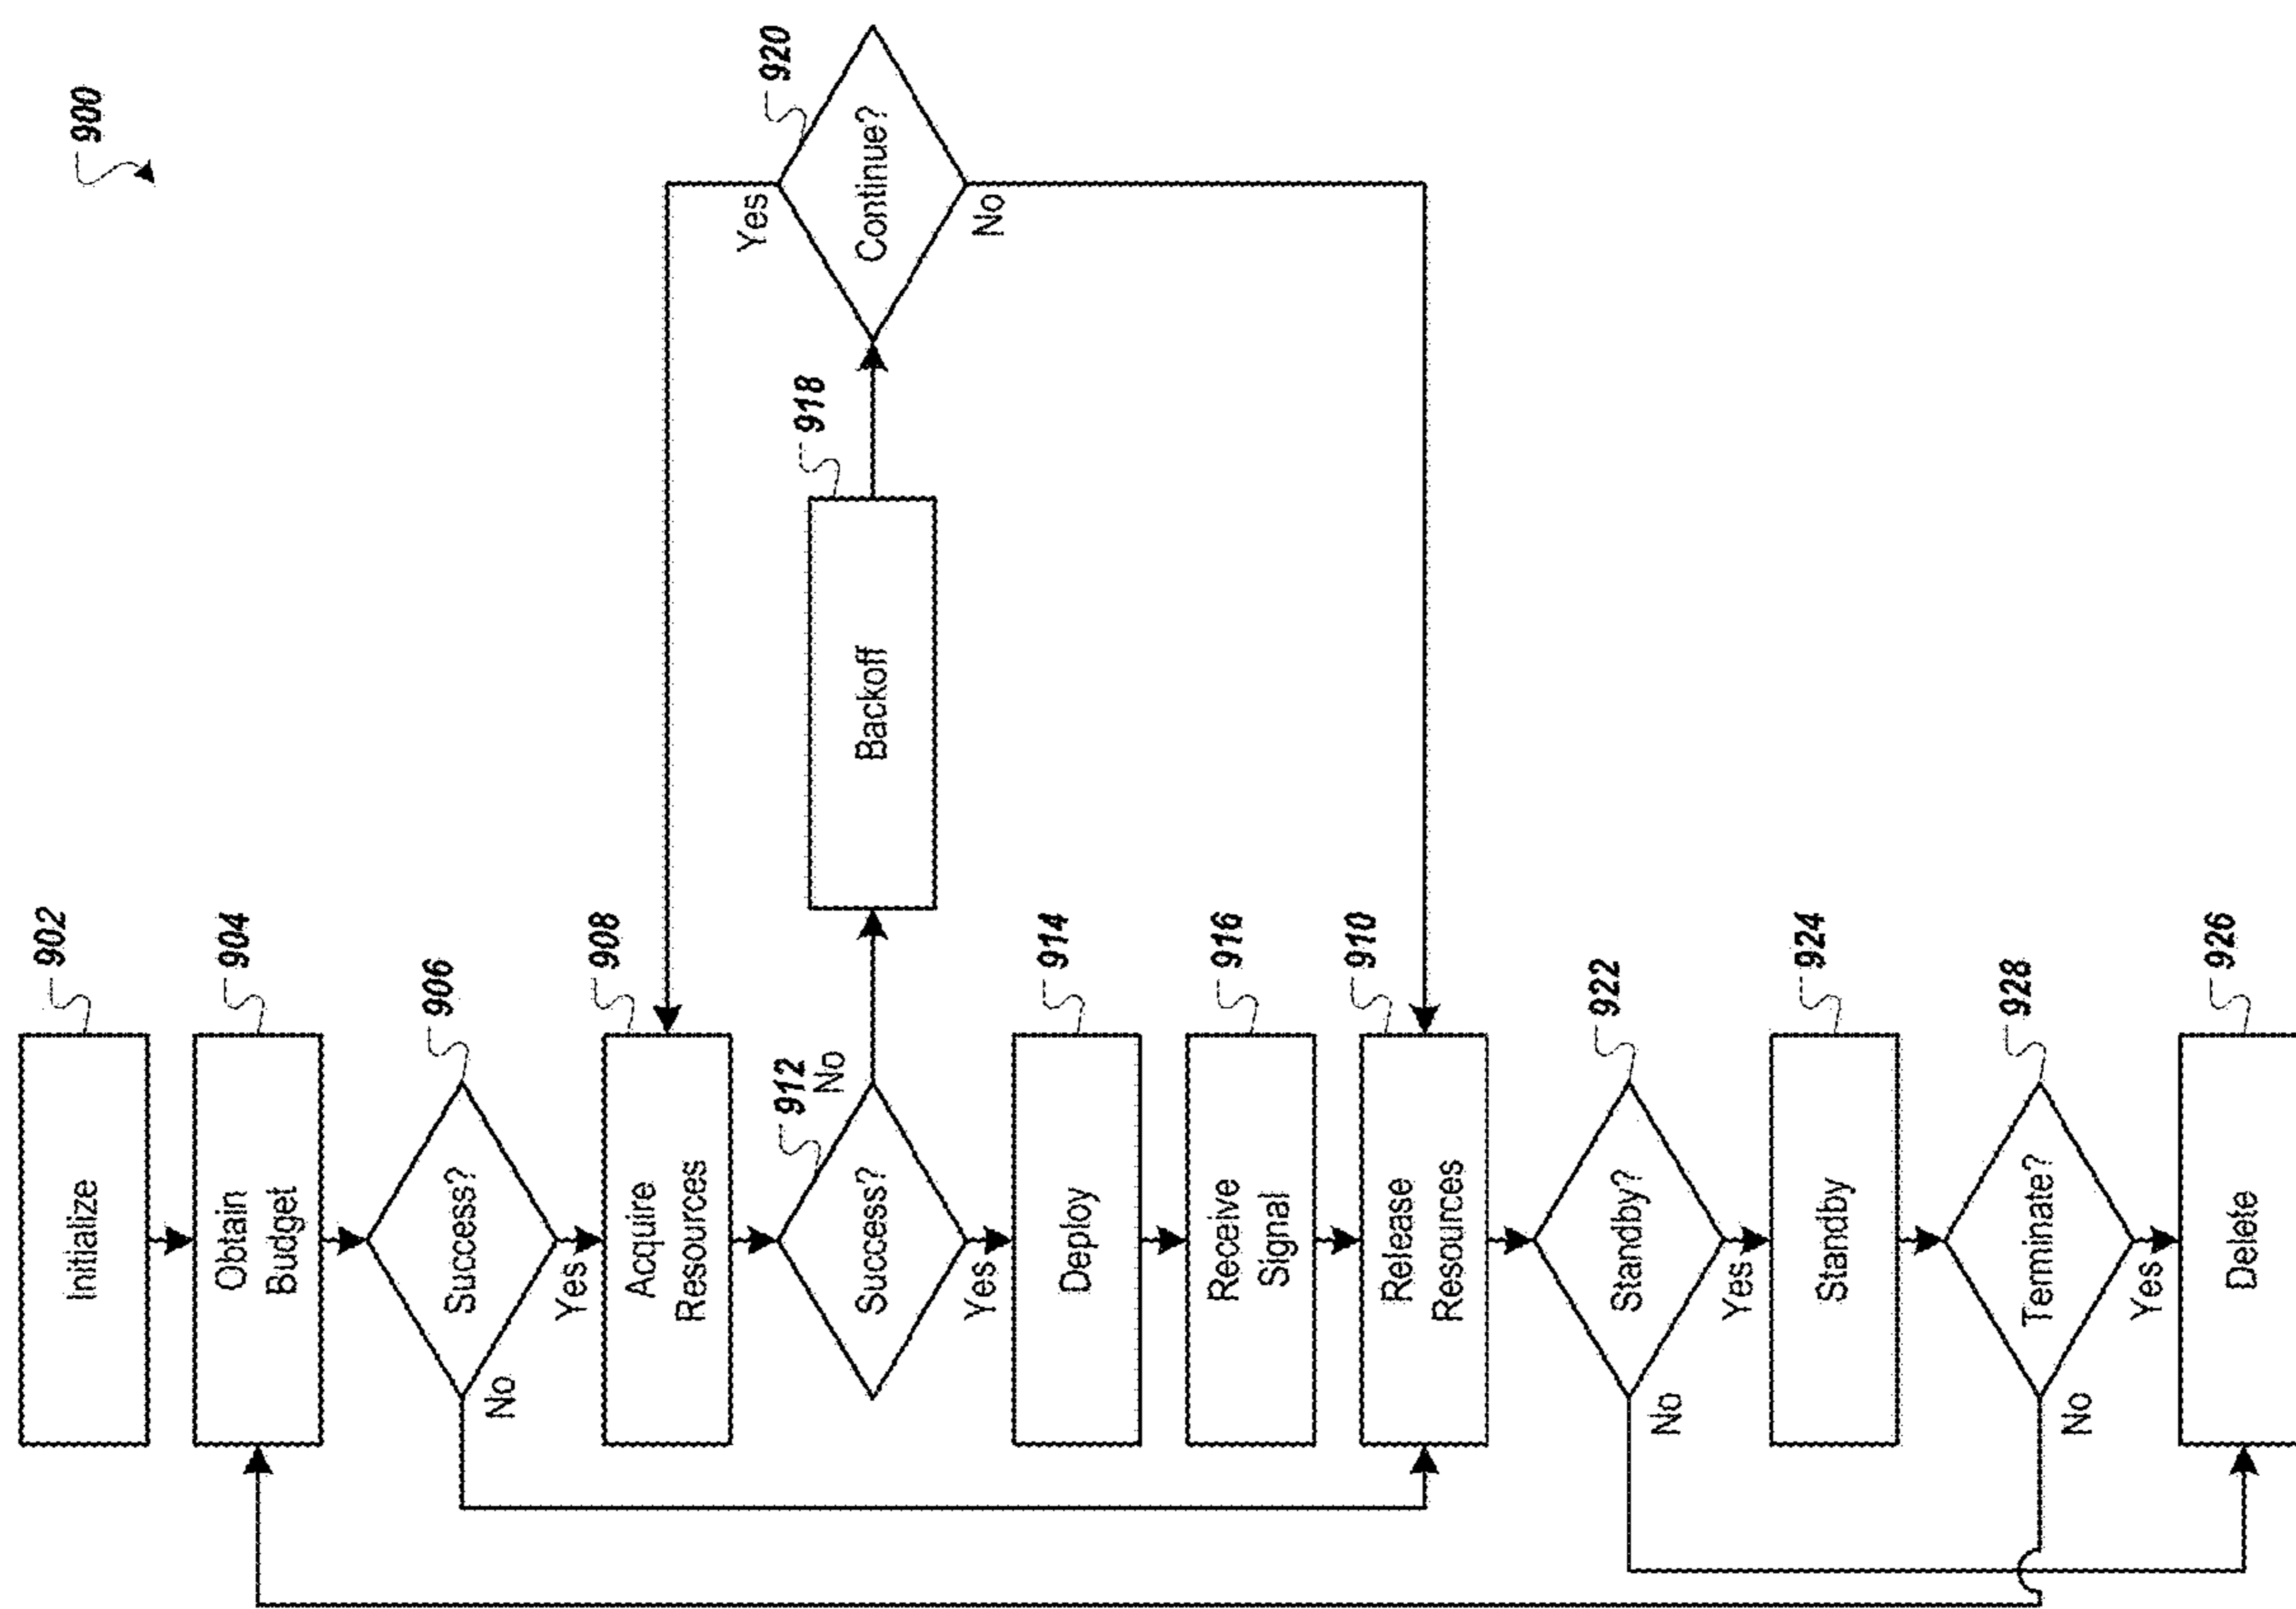 900
Initialize
902
Obtain
Budget
904
Success?
906
No
Yes
Acquire
Resources
908
Success?
912
No
Yes
Backoff
918
Continue?
920
Yes
No
Deploy
914
Receive
Signal
916
Release
Resources
910
Standby?
922
No
Yes
Standby
924
Terminate?
928
No
Yes
Delete
926